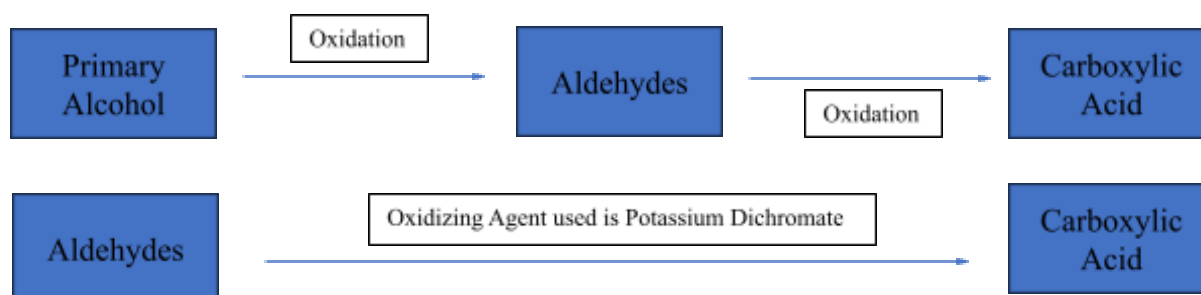 Oxidation
Primary
Alcohol
Aldehydes
Carboxylic
Acid
Oxidation
Aldehydes
Oxidizing Agent used is Potassium Dichromate
Carboxylic
Acid